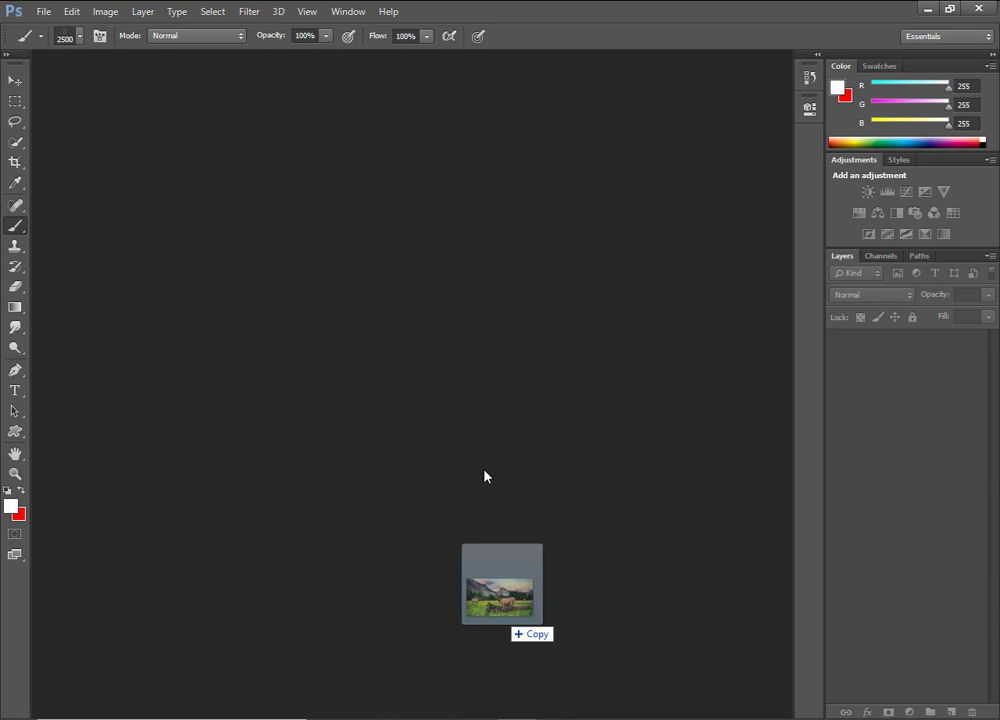 Ps File Edit Image Layer Type Select Filter 3D View Window Help
2500 Mode: Normal Opacity: 100% Flow: 100% Essentials
Color Swatches
R 255
G 255
B 255
Adjustments Styles
Add an adjustment
Layers Channels Paths
Kind T
Normal Opacity:
Lock: Fill:
T
+ Copy
fx